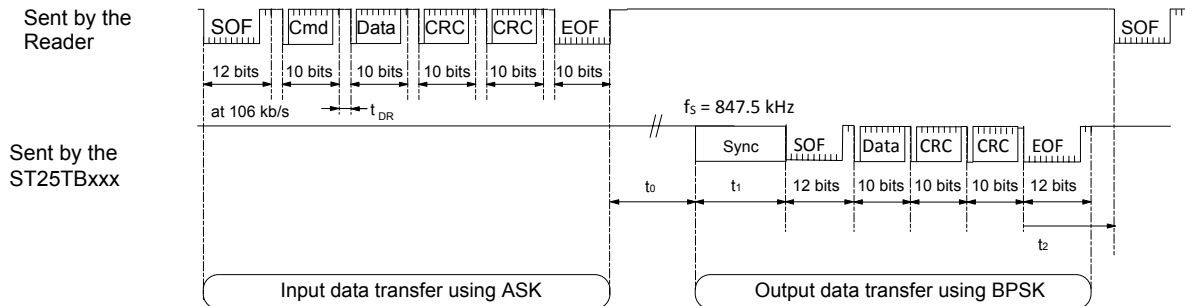 Sent by the
Reader
SOF Cmd Data CRC CRC EOF SOF
12 bits 10 bits 10 bits 10 bits 10 bits 10 bits
at 106 kb/s tDR fs = 847.5 kHz
//
Sent by the
ST25TBxxx
Sync SOF Data CRC CRC EOF
t0 t1 12 bits 10 bits 10 bits 10 bits 12 bits
t2
Input data transfer using ASK Output data transfer using BPSK